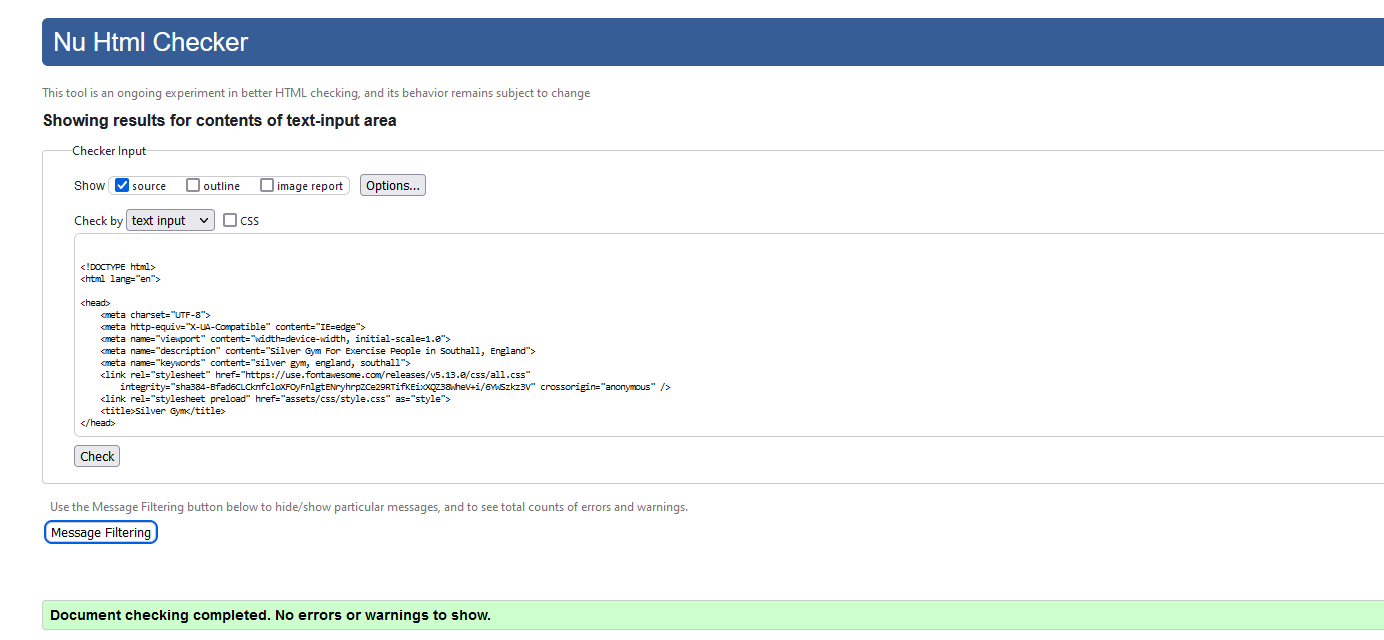 Nu Html Checker
This tool is an ongoing experiment in better HTML checking, and its behavior remains subject to change
Showing results for contents of text-input area
Checker Input
Show source outline image report Options...
Check by text input CSS
<!DOCTYPE html>
<html lang="en">
<head>
<meta charset="UTF-8">
<meta http-equiv="X-UA-Compatible" content="IE=edge">
<meta name="viewport" content="width=device-width, initial-scale=1.0">
<meta name="description" content="Silver Gym For Exercise People in Southall, England">
<meta name="keywords" content="silver gym, england, southall">
<link rel="stylesheet" href="https://use.fontawesome.com/releases/v5.13.0/css/all.css"
integrity="sha384-Bfad6CLCknfcloXFOyFnlgtENryhrpZCe29RTifKEixXQZ38WheV+i/6YWSzkz3V" crossorigin="anonymous" />
<link rel="stylesheet preload" href="assets/css/style.css" as="style">
<title>Silver Gym</title>
</head>
Check
Use the Message Filtering button below to hide/show particular messages, and to see total counts of errors and warnings.
Message Filtering
Document checking completed. No errors or warnings to show.